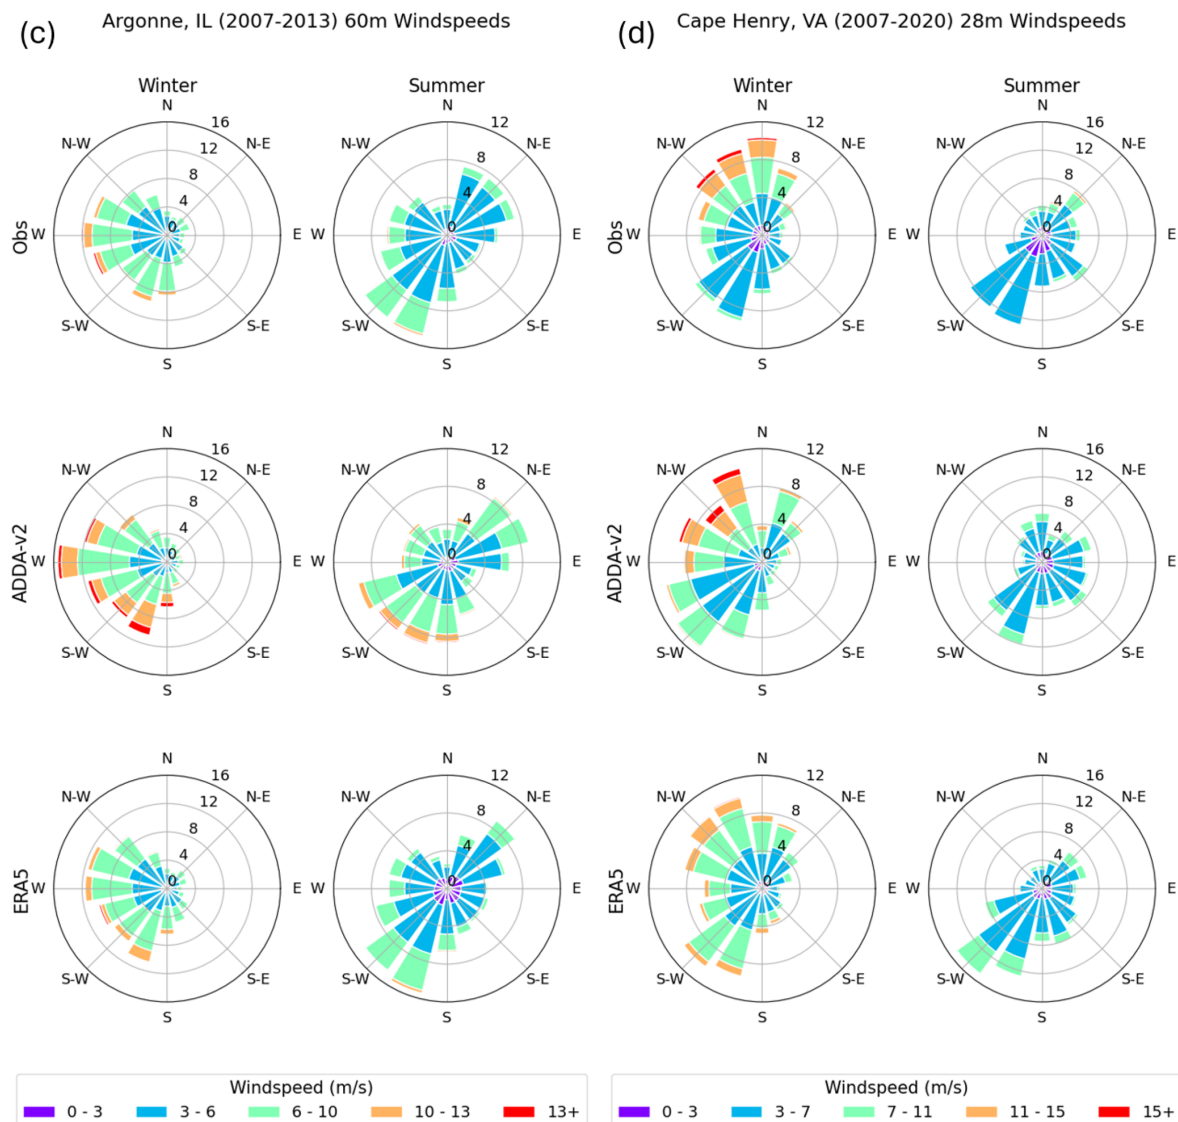 (c) Argonne, IL (2007-2013) 60m Windspeeds
(d) Cape Henry, VA (2007-2020) 28m Windspeeds
Winter Summer Winter Summer
N N N N
N-W 16 N-E N-W 12 N-E N-W 12 N-E N-W 16 N-E
12 8 8 12
8 4 4 8
4 0 0 4
0
Obs W E W E Obs W E W E
S-W S-E S-W S-E S-W S-E S-W S-E
S S S S
N N N N
N-W 16 N-E N-W 12 N-E N-W 12 N-E N-W 16 N-E
12 8 8 12
8 4 4 8
4 0 0 4
0
ADDA-v2 W E W E ADDA-v2 W E W E
S-W S-E S-W S-E S-W S-E S-W S-E
S S S S
N N N N
N-W 16 N-E N-W 12 N-E N-W 12 N-E N-W 16 N-E
12 8 8 12
8 4 4 8
4 0 0 4
0
ERA5 W E W E ERA5 W E W E
S-W S-E S-W S-E S-W S-E S-W S-E
S S S S
Windspeed (m/s)
0 - 3 3 - 6 6 - 10 10 - 13 13+
Windspeed (m/s)
0 - 3 3 - 7 7 - 11 11 - 15 15+